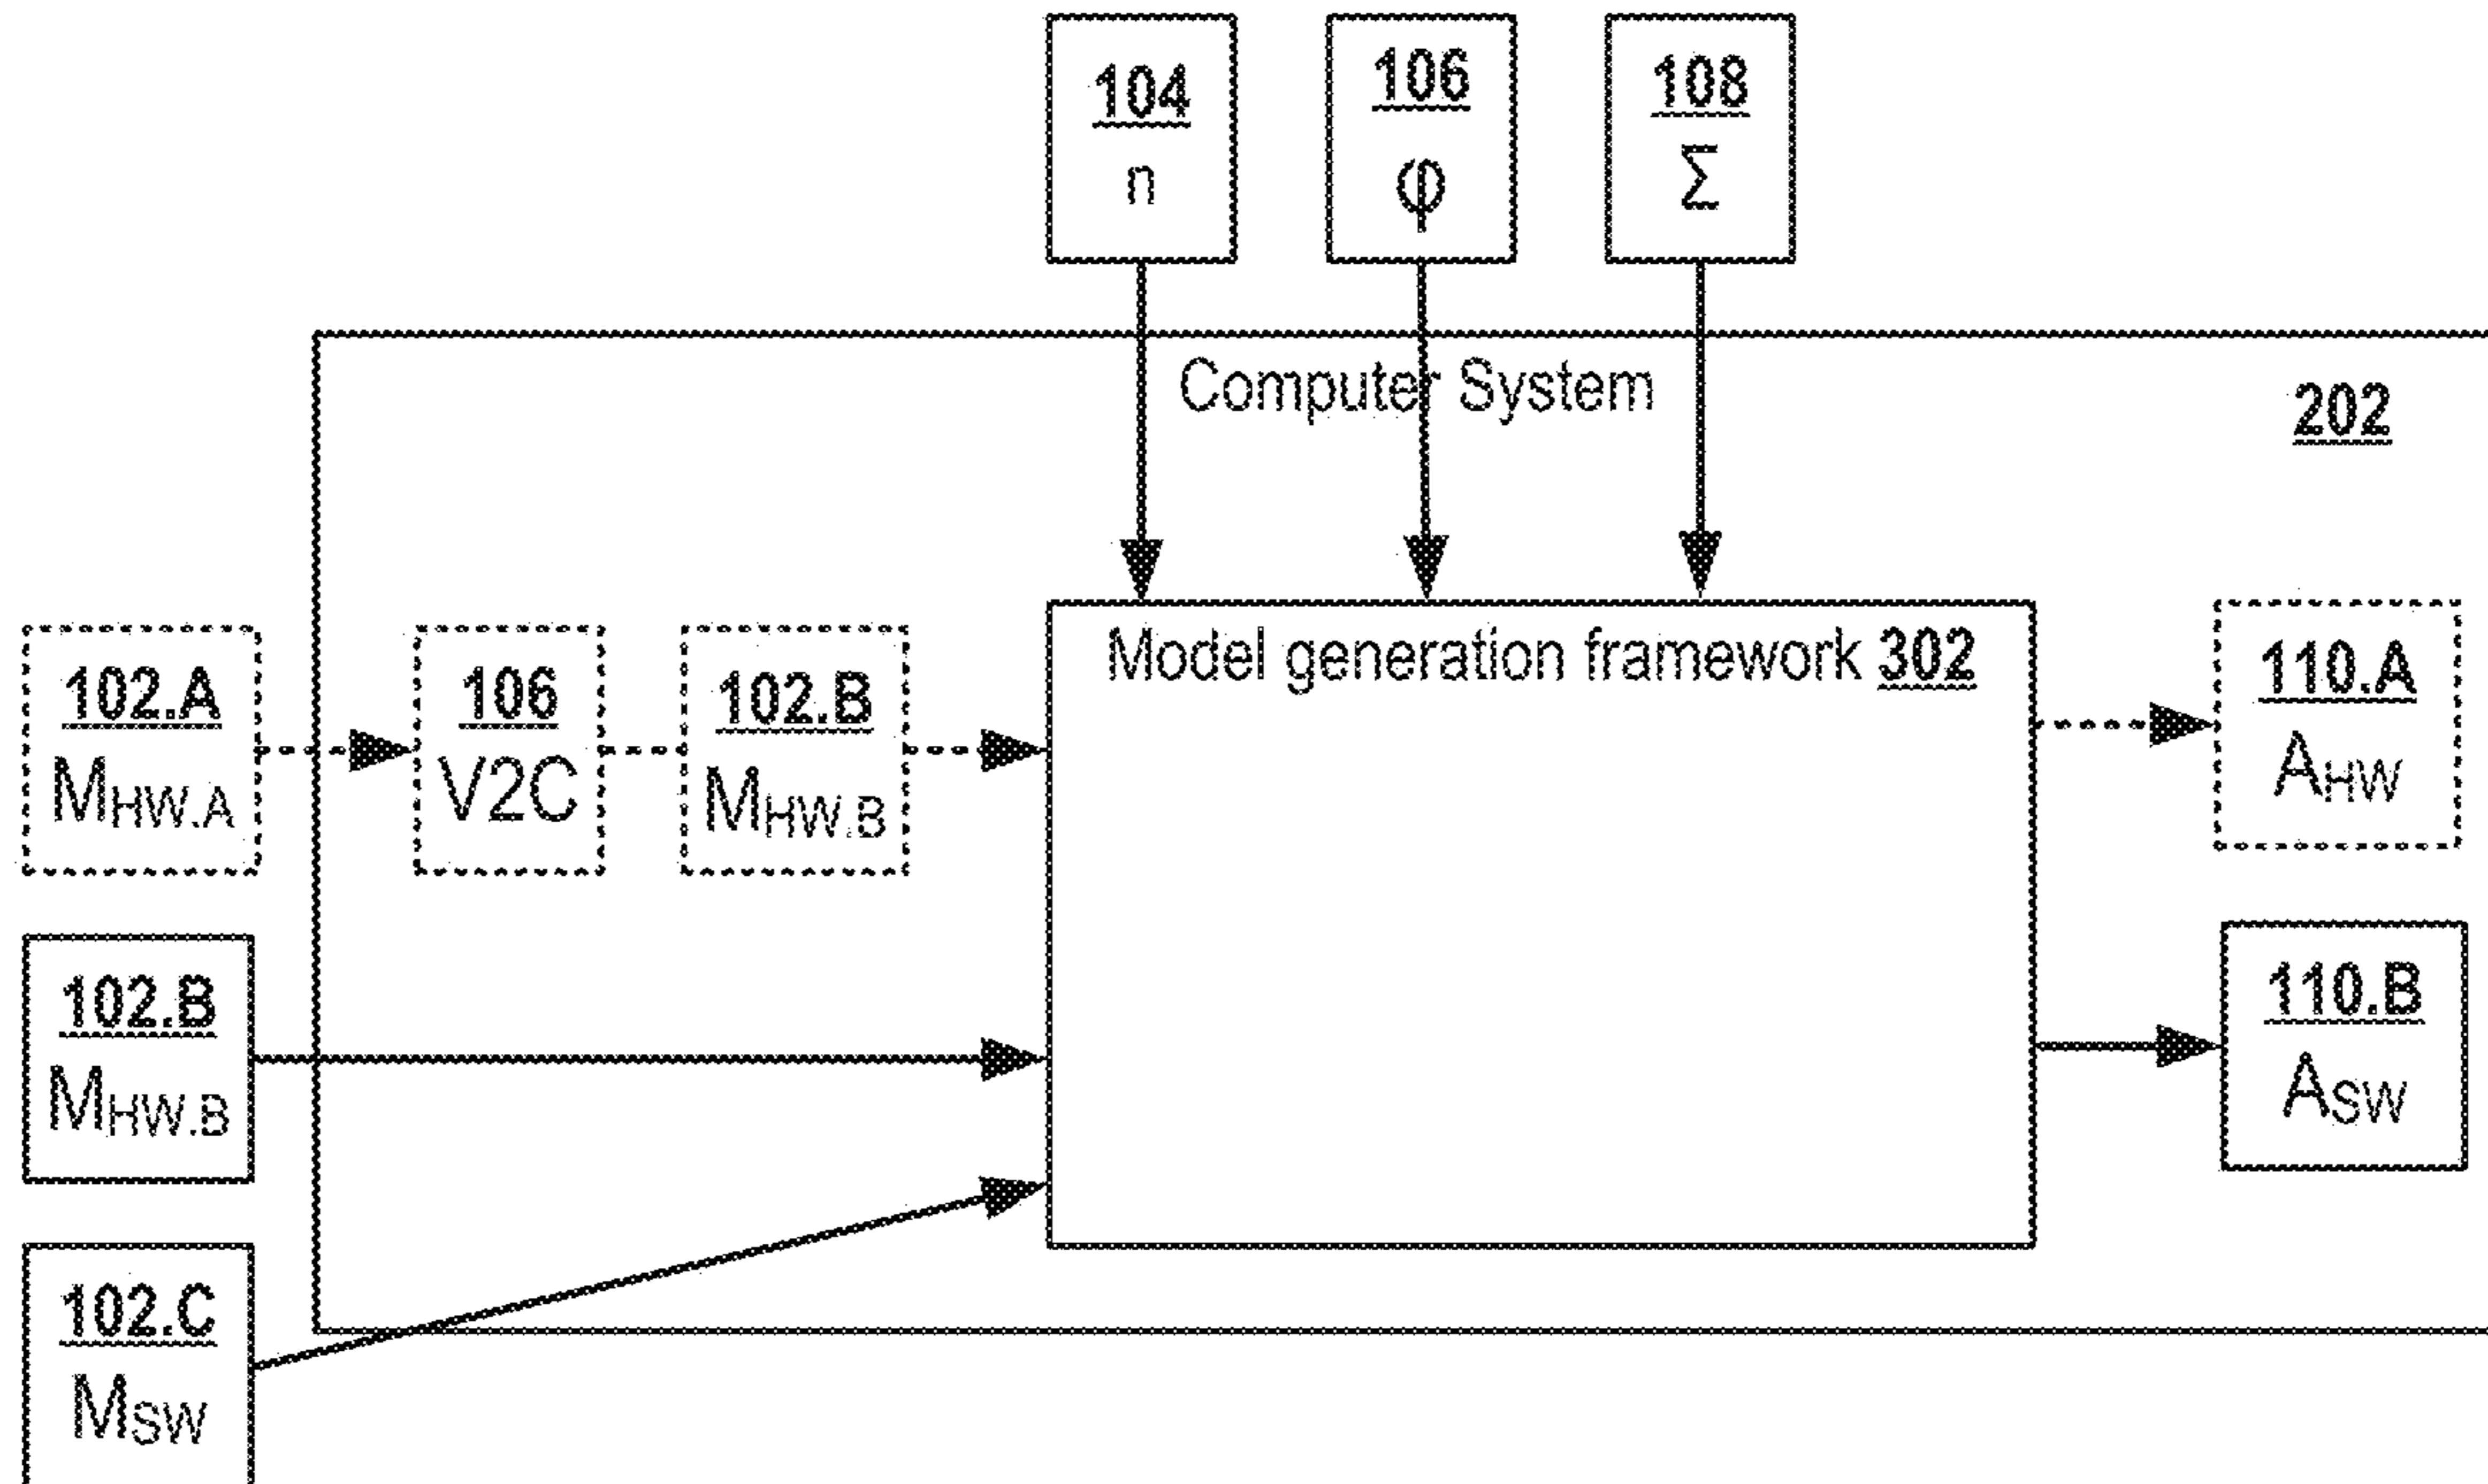 104
n
106
φ
108
Σ
Computer System
202
102.A
MHW.A
106
V2C
102.B
MHW.B
Model generation framework 302
110.A
AHW
102.B
MHW.B
110.B
ASW
102.C
MSW